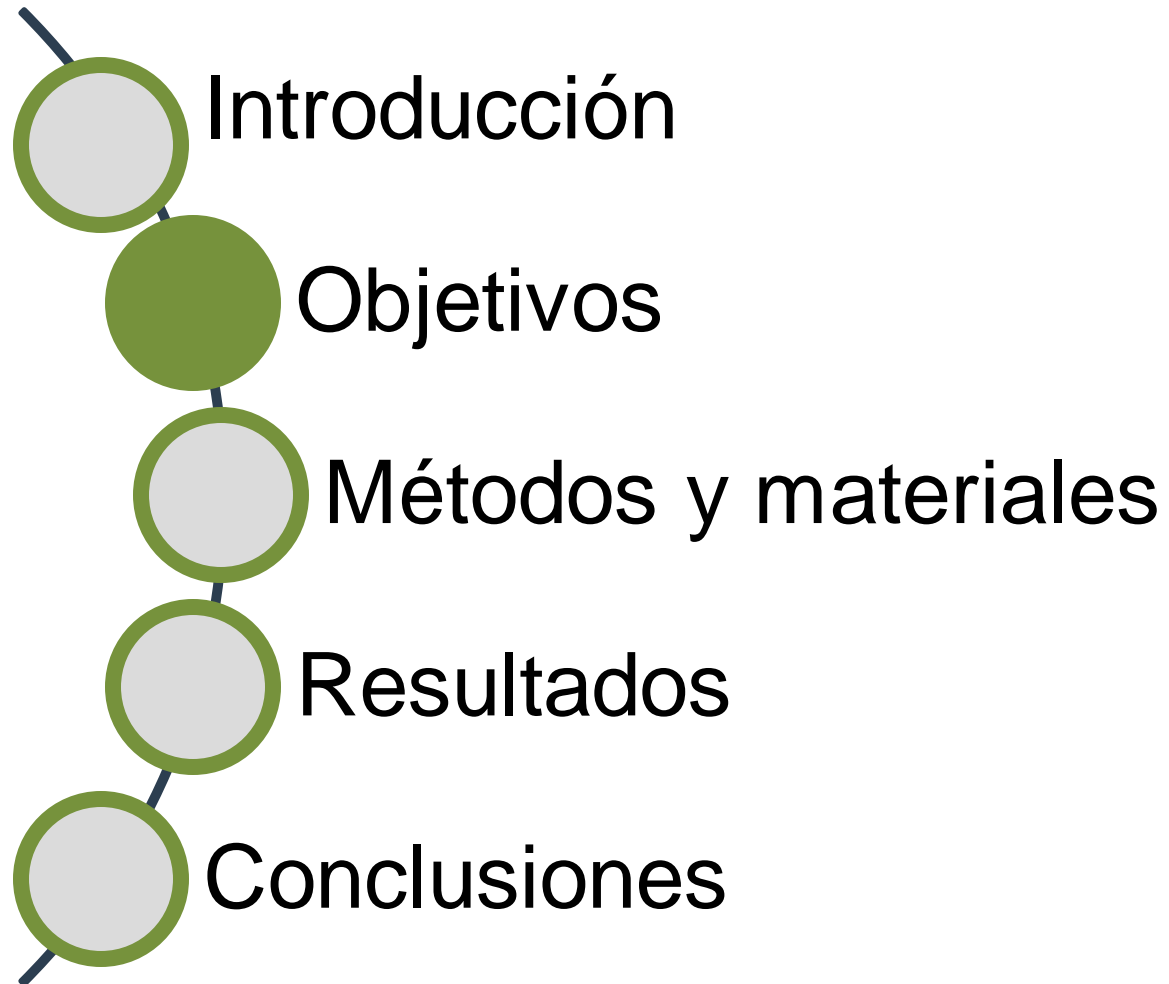 Introducción
Objetivos
Métodos y materiales
Resultados
Conclusiones